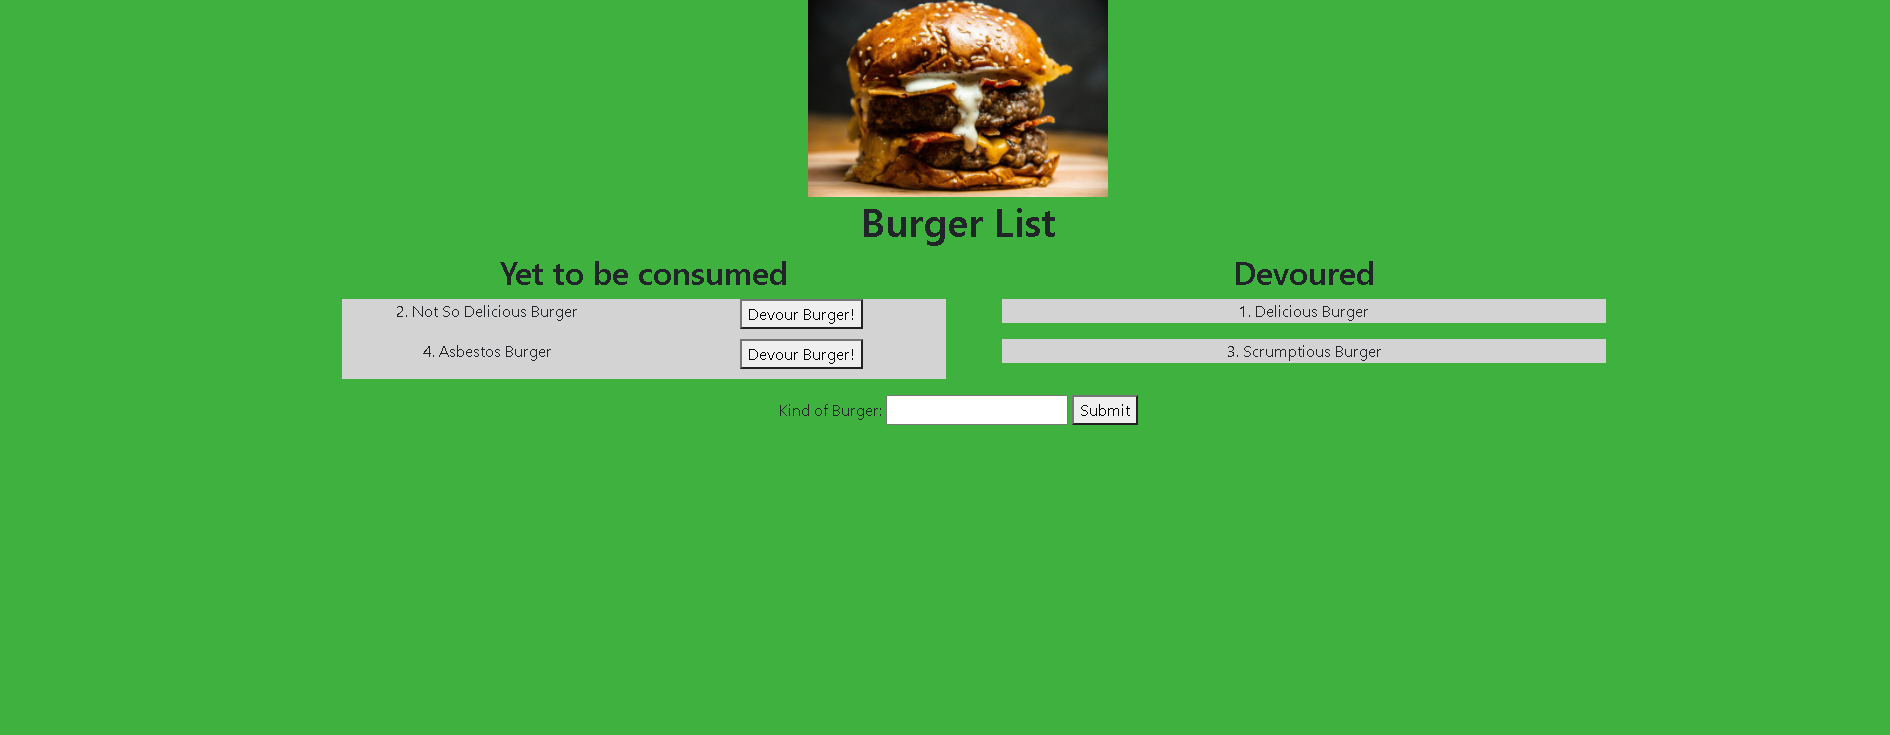 Burger List
Yet to be consumed
2. Not So Delicious Burger Devour Burger!
4. Asbestos Burger Devour Burger!
Devoured
1. Delicious Burger
3. Scrumptious Burger
Kind of Burger: Submit